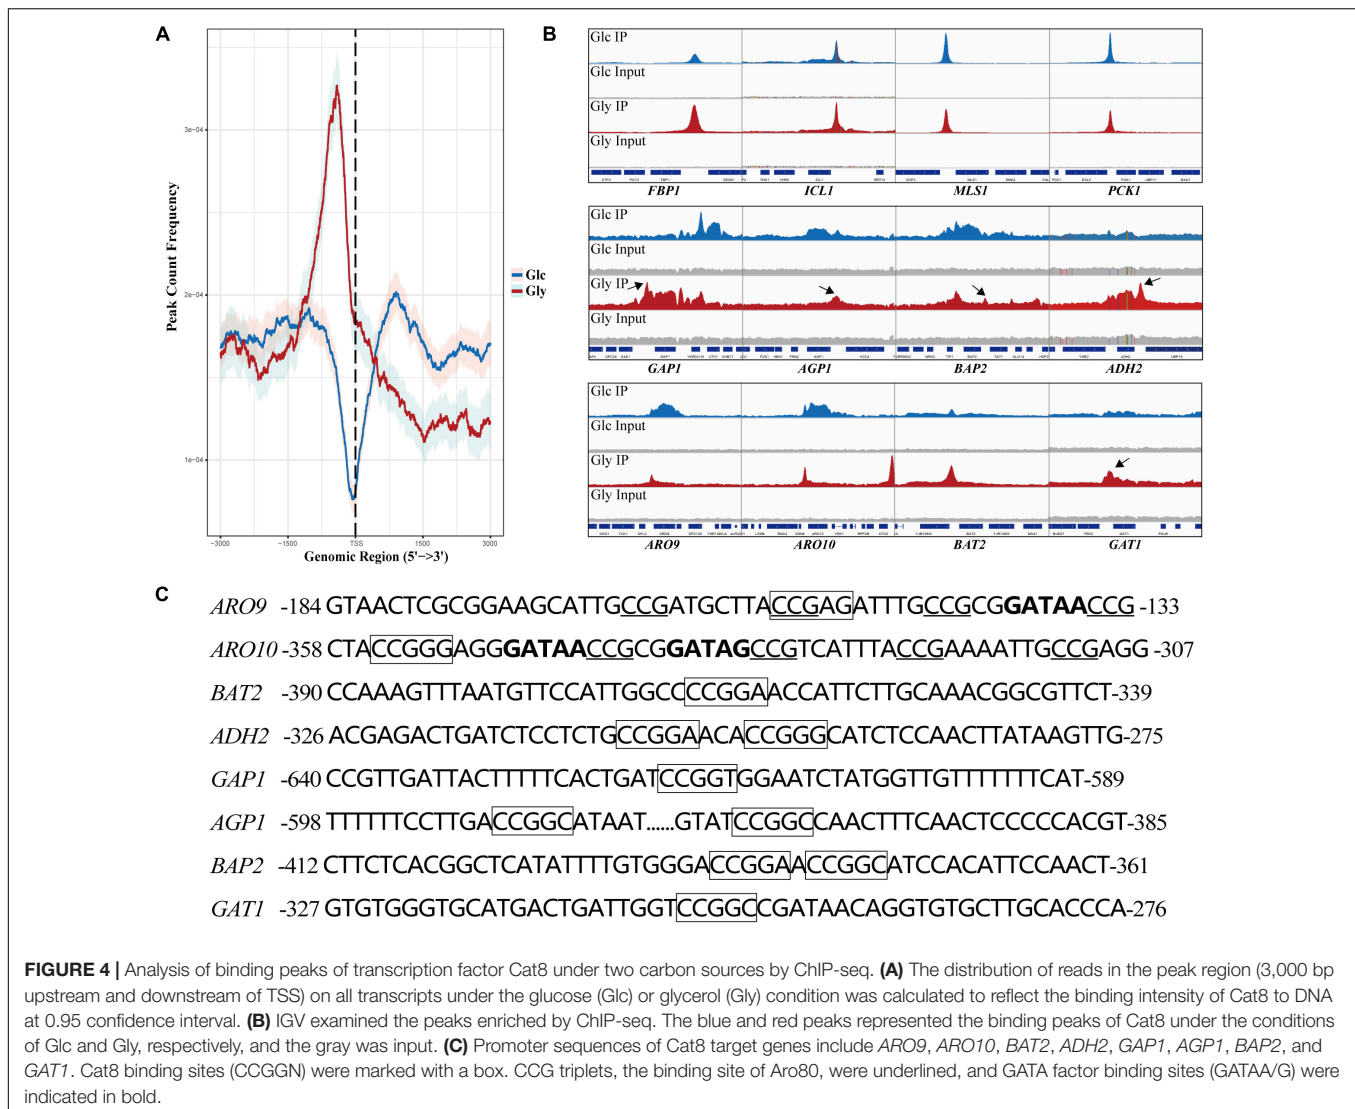 A
B
3e−04
2e−04
1e−04
Peak Count Frequency
−3000 −1500 TSS 1500 3000
Genomic Region (5'−>3')
Glc
Gly
Glc IP
Glc Input
Gly IP
Gly Input
FBP1 ICL1 MLS1 PCK1
Glc IP
Glc Input
Gly IP
Gly Input
GAP1 AGP1 BAP2 ADH2
Glc IP
Glc Input
Gly IP
Gly Input
ARO9 ARO10 BAT2 GAT1
C
ARO9 -184 GTAACTCGCGGAAGCATTGCCGATGCTTACCGAGATTTGCCGCGGATAACCG -133
ARO10 -358 CTACCGGGAGGGATAACCGCGGATAGCCGTCATTTACCGAAAATTGCCGAGG -307
BAT2 -390 CCAAAGTTTAATGTTCCATTGGCCCCGGAACCATTCTTGCAAACGGCGTTCT-339
ADH2 -326 ACGAGACTGATCTCCTCTGCCGGAACACCGGGCATCTCCAACTTATAAGTTG-275
GAP1 -640 CCGTTGATTACTTTTTCACTGATCCGGTGGAATCTATGGTTGTTTTTTTCAT-589
AGP1 -598 TTTTTTCCTTGACCGGCATAAT......GTATCCGGCCAACTTTCAACTCCCCCACGT-385
BAP2 -412 CTTCTCACGGCTCATATTTTGTGGGACCGGAACCGGCATCCACATTCCAACT-361
GAT1 -327 GTGTGGGTGCATGACTGATTGGTCCGGCCGATAACAGGTGTGCTTGCACCCA-276
FIGURE 4 | Analysis of binding peaks of transcription factor Cat8 under two carbon sources by ChIP-seq. (A) The distribution of reads in the peak region (3,000 bp
upstream and downstream of TSS) on all transcripts under the glucose (Glc) or glycerol (Gly) condition was calculated to reflect the binding intensity of Cat8 to DNA
at 0.95 confidence interval. (B) IGV examined the peaks enriched by ChIP-seq. The blue and red peaks represented the binding peaks of Cat8 under the conditions
of Glc and Gly, respectively, and the gray was input. (C) Promoter sequences of Cat8 target genes include ARO9, ARO10, BAT2, ADH2, GAP1, AGP1, BAP2, and
GAT1. Cat8 binding sites (CCGGN) were marked with a box. CCG triplets, the binding site of Aro80, were underlined, and GATA factor binding sites (GATAA/G) were
indicated in bold.